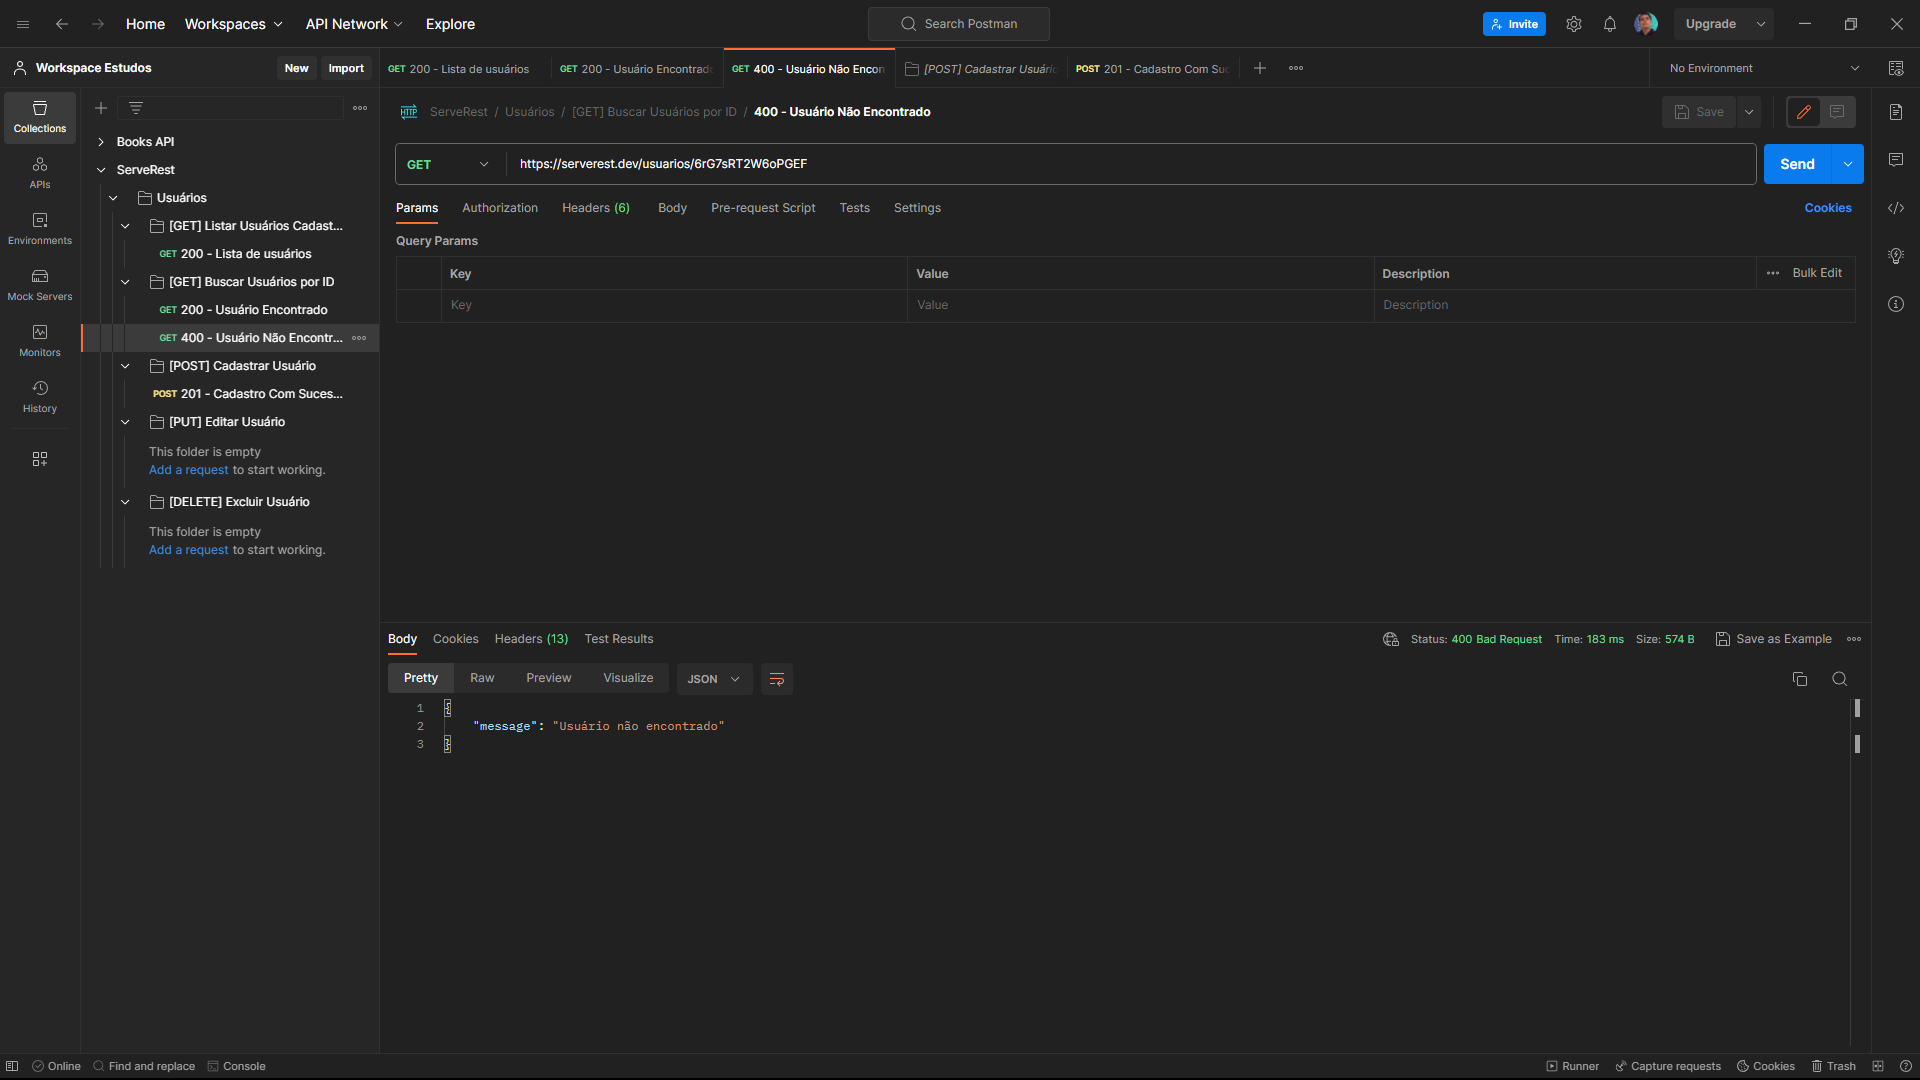 Home Workspaces API Network Explore Search Postman Invite Upgrade
Workspace Estudos New Import
GET 200 - Lista de usuários GET 200 - Usuário Encontrado GET 400 - Usuário Não Encon [POST] Cadastrar Usuário POST 201 - Cadastro Com Suc No Environment
Collections
APIs
Environments
Mock Servers
Monitors
History
Books API
ServeRest
Usuários
[GET] Listar Usuários Cadast...
GET 200 - Lista de usuários
[GET] Buscar Usuários por ID
GET 200 - Usuário Encontrado
GET 400 - Usuário Não Encontr...
[POST] Cadastrar Usuário
POST 201 - Cadastro Com Suces...
[PUT] Editar Usuário
This folder is empty
Add a request to start working.
[DELETE] Excluir Usuário
This folder is empty
Add a request to start working.
HTTP ServeRest / Usuários / [GET] Buscar Usuários por ID / 400 - Usuário Não Encontrado Save
GET https://serverest.dev/usuarios/6rG7sRT2W6oPGEF Send
Params Authorization Headers (6) Body Pre-request Script Tests Settings Cookies
Query Params
Key Value Description Bulk Edit
Key Value Description
Body Cookies Headers (13) Test Results Status: 400 Bad Request Time: 183 ms Size: 574 B Save as Example
Pretty Raw Preview Visualize JSON
1 {
2 "message": "Usuário não encontrado"
3 }
Online Find and replace Console Runner Capture requests Cookies Trash